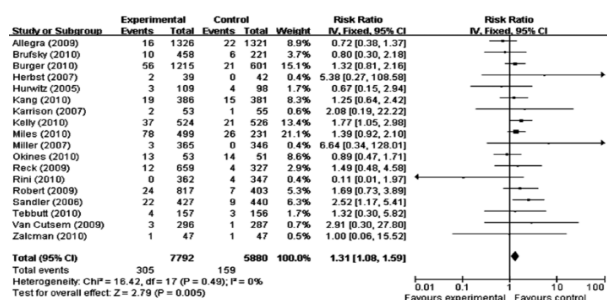 Experimental Control Risk Ratio Risk Ratio
Study or Subgroup Events Total Events Total Weight IV, Fixed, 95% CI IV, Fixed, 95% CI
Allegra (2009) 16 1326 22 1321 8.9% 0.72 [0.38, 1.37]
Brufsky (2010) 10 458 6 221 4.0% 0.80 [0.30, 2.18]
Burger (2010) 56 1215 21 601 16.4% 1.32 [0.81, 2.16]
Herbst (2007) 2 39 0 42 0.4% 5.38 [0.27, 108.58]
Hurwitz (2005) 3 109 4 98 1.8% 0.67 [0.15, 2.94]
Kang (2010) 19 386 15 381 9.0% 1.25 [0.64, 2.42]
Karrison (2007) 2 53 1 55 0.7% 2.08 [0.19, 22.22]
Kelly (2010) 37 524 21 526 14.5% 1.77 [1.05, 2.98]
Miles (2010) 78 499 26 231 23.0% 1.39 [0.92, 2.10]
Miller (2007) 3 365 0 346 0.4% 6.64 [0.34, 128.01]
Okines (2010) 13 53 14 51 9.4% 0.89 [0.47, 1.71]
Reck (2009) 12 659 4 327 3.1% 1.49 [0.48, 4.58]
Rini (2010) 0 362 4 347 0.5% 0.11 [0.01, 1.97]
Robert (2009) 24 817 7 403 5.7% 1.69 [0.73, 3.89]
Sandler (2006) 22 427 9 440 6.7% 2.52 [1.17, 5.41]
Tebbutt (2010) 4 157 3 156 1.8% 1.32 [0.30, 5.82]
Van Cutsem (2009) 3 296 1 287 0.8% 2.91 [0.30, 27.80]
Zalcman (2010) 1 47 1 47 0.5% 1.00 [0.06, 15.52]
Total (95% CI) 7792 5880 100.0% 1.31 [1.08, 1.59]
Total events 305 159
Heterogeneity: Chi² = 16.42, df = 17 (P = 0.49); I² = 0%
Test for overall effect: Z = 2.79 (P = 0.005)
0.01 0.1 1 10 100
Favours experimental Favours control